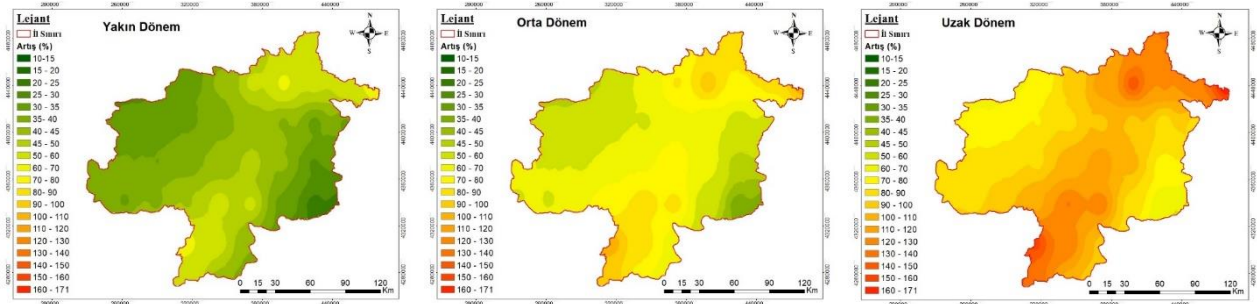 Lejant
Yakın Dönem
İl Sınırı
Artış (%)
10-15
15 - 20
20 - 25
25 - 30
30 - 35
35 - 40
40 - 45
45 - 50
50 - 60
60 - 70
70 - 80
80 - 90
90 - 100
100 - 110
110 - 120
120 - 130
130 - 140
140 - 150
150 - 160
160 - 171
N
W E
S
0 15 30 60 90 120
Km
Lejant
Orta Dönem
İl Sınırı
Artış (%)
10-15
15 - 20
20 - 25
25 - 30
30 - 35
35 - 40
40 - 45
45 - 50
50 - 60
60 - 70
70 - 80
80 - 90
90 - 100
100 - 110
110 - 120
120 - 130
130 - 140
140 - 150
150 - 160
160 - 171
N
W E
S
0 15 30 60 90 120
Km
Lejant
Uzak Dönem
İl Sınırı
Artış (%)
10-15
15 - 20
20 - 25
25 - 30
30 - 35
35 - 40
40 - 45
45 - 50
50 - 60
60 - 70
70 - 80
80 - 90
90 - 100
100 - 110
110 - 120
120 - 130
130 - 140
140 - 150
150 - 160
160 - 171
N
W E
S
0 15 30 60 90 120
Km